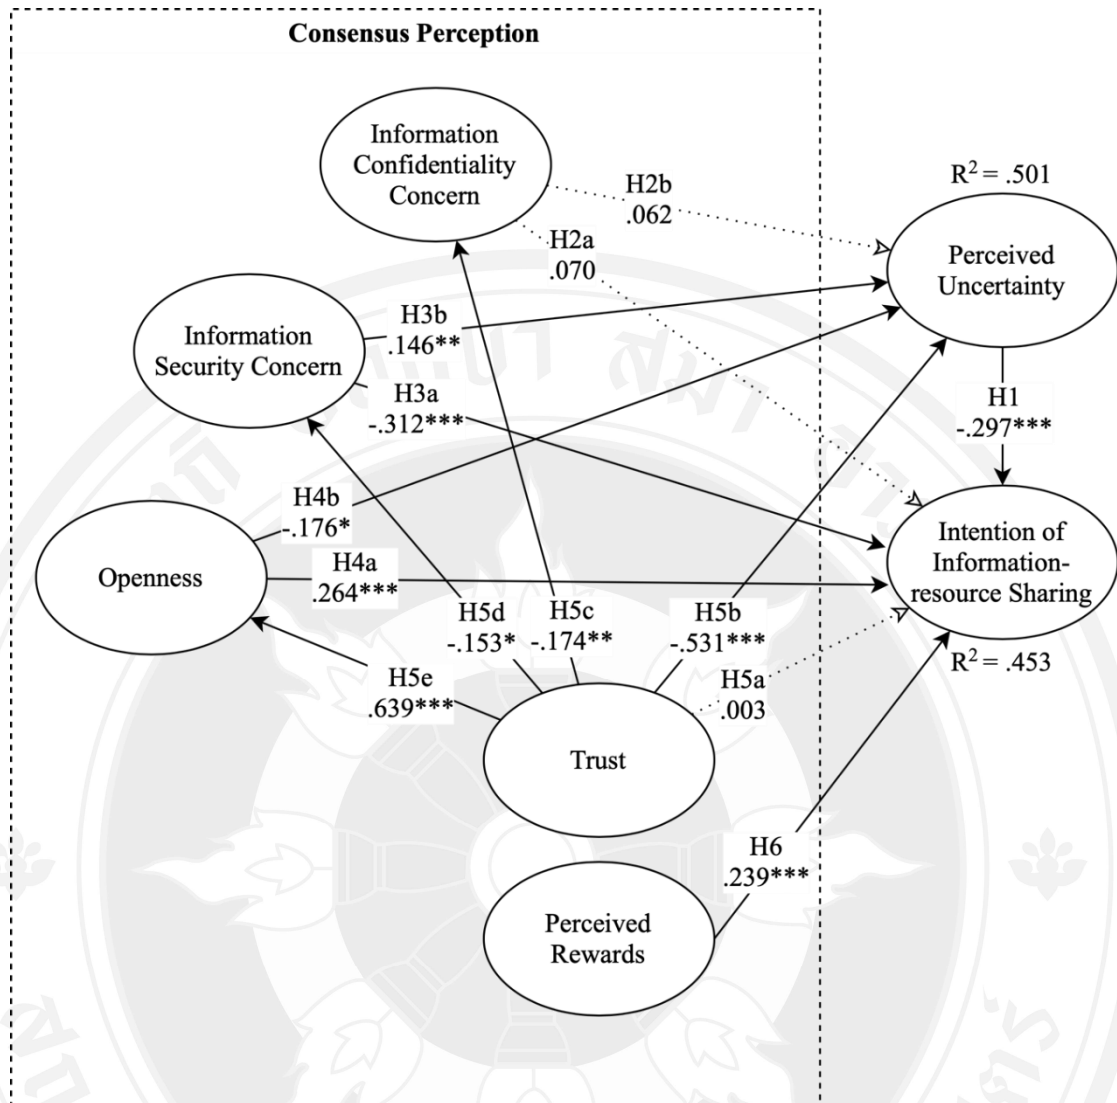 Consensus Perception
Information
Confidentiality
Concern
H2b
.062
H2a
.070
R² = .501
Perceived
Uncertainty
Information
Security Concern
H3b
.146**
H3a
-.312***
H1
-.297***
H4b
-.176*
Openness
H4a
.264***
Intention of
Information-
resource Sharing
R² = .453
H5d
-.153*
H5c
-.174**
H5b
-.531***
H5a
.003
H5e
.639***
Trust
H6
.239***
Perceived
Rewards